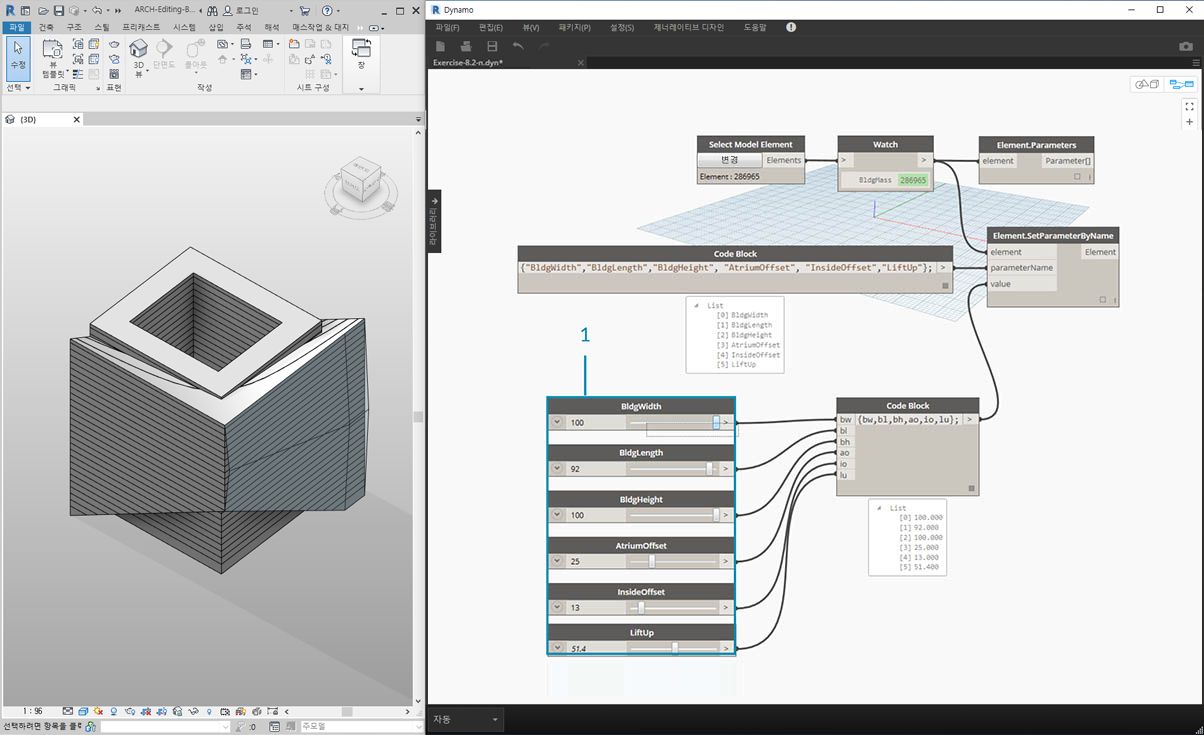 ARCH-Editing-B...
로그인
파일 건축 구조 스틸 프리캐스트 시스템 삽입 주석 해석 매스작업 & 대지
수정
뷰
템플릿
3D
뷰
단면도
콜아웃
창
선택 그래픽 표현 작성 시트 구성
{3D}
1 : 96
선택하려면 항목을 클
:0
주모델
Dynamo
파일(F) 편집(E) 뷰(V) 패키지(P) 설정(S) 제너레이티브 디자인 도움말
Exercise-8.2-n.dyn*
라이브러리
Select Model Element
변경 Elements
Element : 286965
Watch
> >
BldgMass 286965
Element.Parameters
element Parameter[]
Element.SetParameterByName
element Element
parameterName
value
Code Block
{"BldgWidth","BldgLength","BldgHeight", "AtriumOffset", "InsideOffset","LiftUp"}; >
List
[0] BldgWidth
[1] BldgLength
[2] BldgHeight
[3] AtriumOffset
[4] InsideOffset
[5] LiftUp
1
BldgWidth
100 >
BldgLength
92 >
BldgHeight
100 >
AtriumOffset
25 >
InsideOffset
13 >
LiftUp
51.4 >
Code Block
bw {bw,bl,bh,ao,io,lu}; >
bl
bh
ao
io
lu
List
[0] 100.000
[1] 92.000
[2] 100.000
[3] 25.000
[4] 13.000
[5] 51.400
자동